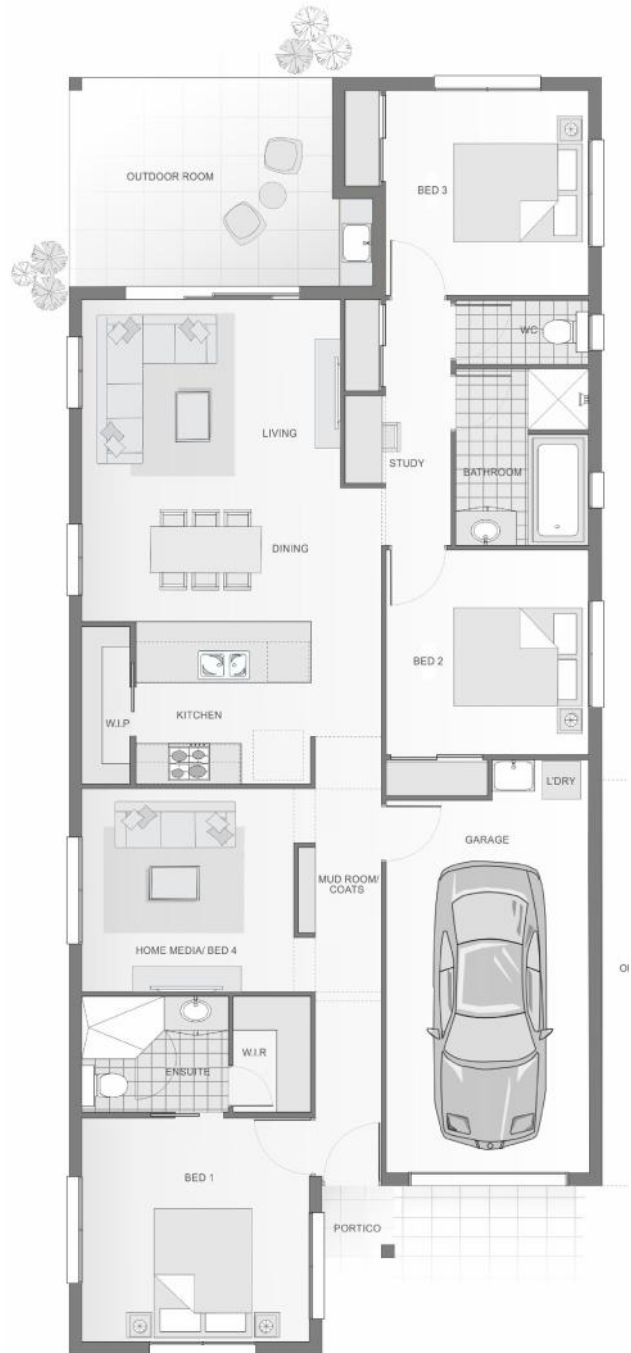 OUTDOOR ROOM
BED 3
WC
LIVING
STUDY
BATHROOM
DINING
BED 2
W.I.P
KITCHEN
L'DRY
GARAGE
MUD ROOM/
COATS
HOME MEDIA/ BED 4
W.I.R
ENSUITE
BED 1
PORTICO